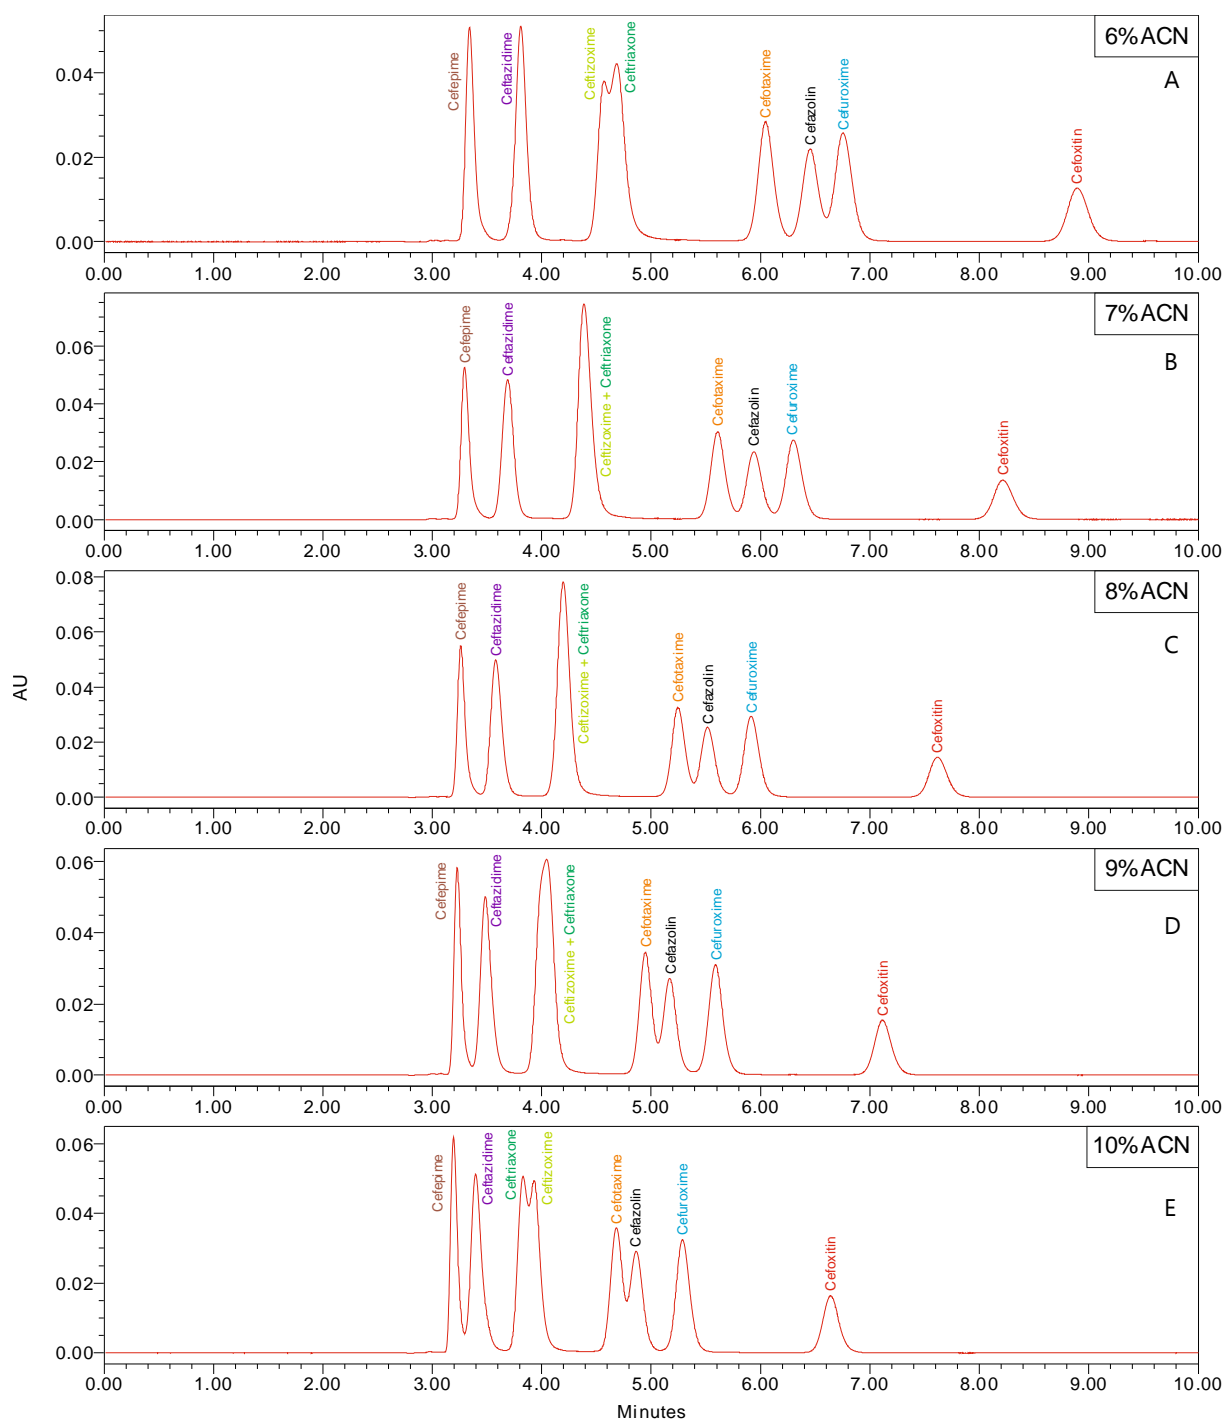 6%ACN
A
Cefepime
Ceftazidime
Ceftizoxime
Ceftriaxone
Cefotaxime
Cefazolin
Cefuroxime
Cefoxitin
0.04
0.02
0.00
0.00 1.00 2.00 3.00 4.00 5.00 6.00 7.00 8.00 9.00 10.00
7%ACN
B
Cefepime
Ceftazidime
Ceftizoxime + Ceftriaxone
Cefotaxime
Cefazolin
Cefuroxime
Cefoxitin
0.06
0.04
0.02
0.00
0.00 1.00 2.00 3.00 4.00 5.00 6.00 7.00 8.00 9.00 10.00
8%ACN
C
Cefepime
Ceftazidime
Ceftizoxime + Ceftriaxone
Cefotaxime
Cefazolin
Cefuroxime
Cefoxitin
0.08
0.06
0.04
0.02
0.00
AU
0.00 1.00 2.00 3.00 4.00 5.00 6.00 7.00 8.00 9.00 10.00
9%ACN
D
Cefepime
Ceftazidime
Ceftizoxime + Ceftriaxone
Cefotaxime
Cefazolin
Cefuroxime
Cefoxitin
0.06
0.04
0.02
0.00
0.00 1.00 2.00 3.00 4.00 5.00 6.00 7.00 8.00 9.00 10.00
10%ACN
E
Cefepime
Ceftazidime
Ceftriaxone
Ceftizoxime
Cefotaxime
Cefazolin
Cefuroxime
Cefoxitin
0.06
0.04
0.02
0.00
0.00 1.00 2.00 3.00 4.00 5.00 6.00 7.00 8.00 9.00 10.00
Minutes